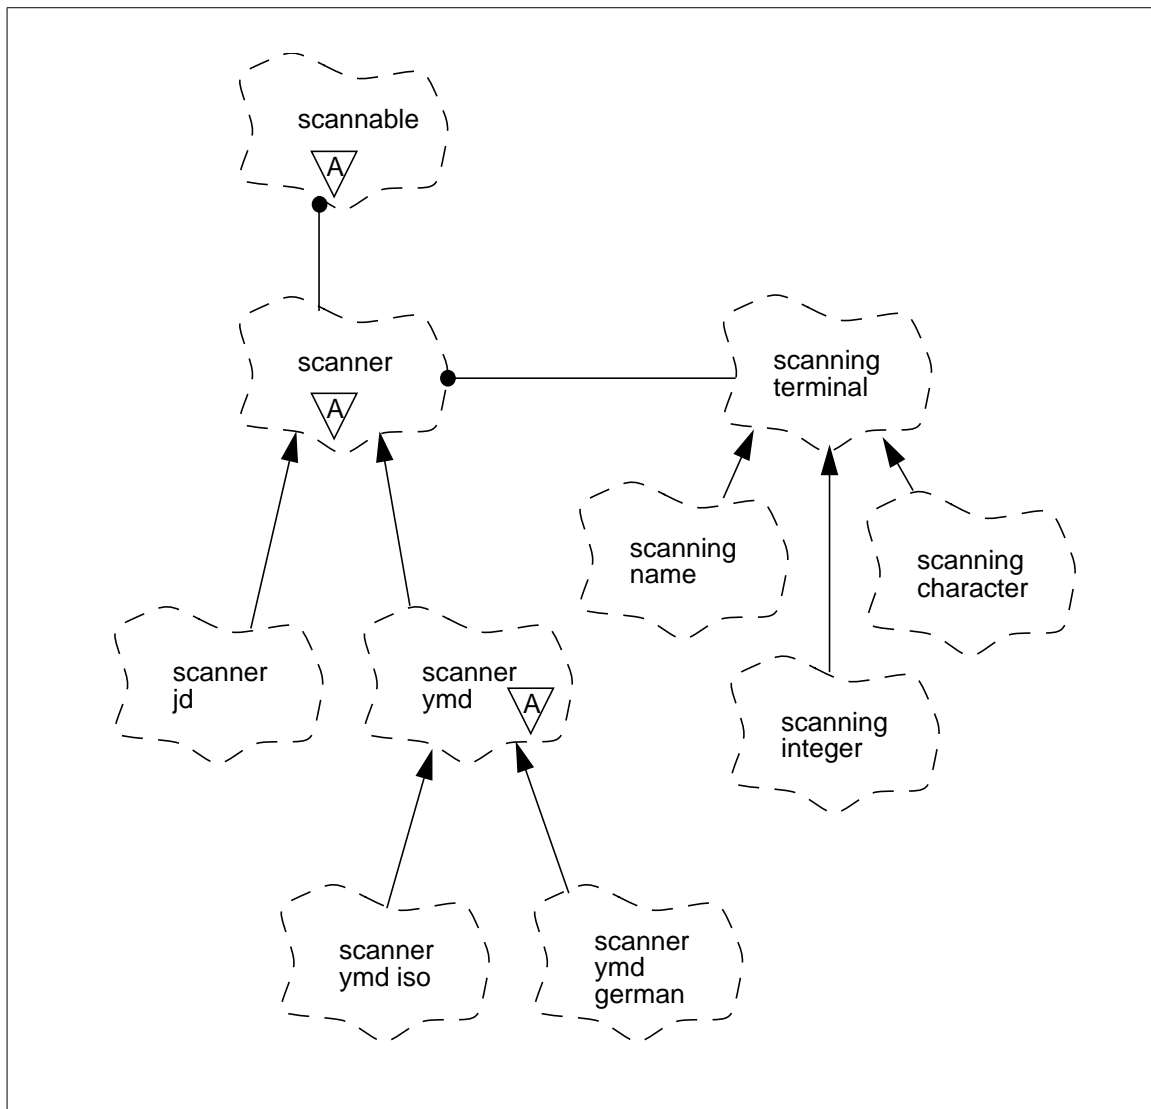 scannable
A
scanner
A
scanning
terminal
scanning
name
scanning
character
scanner
jd
scanner
ymd
A
scanning
integer
scanner
ymd iso
scanner
ymd
german